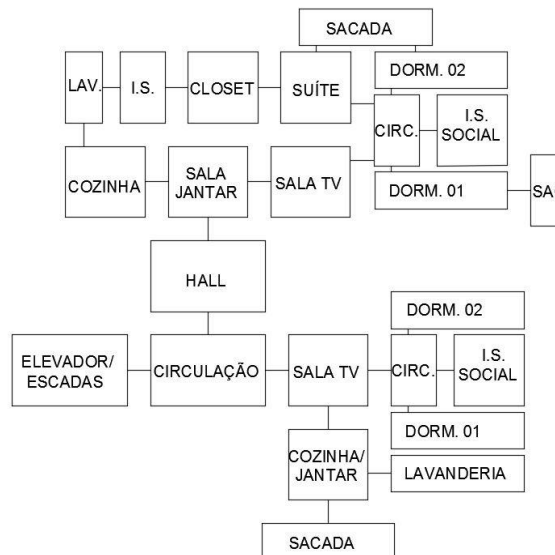 SACADA
LAV.
I.S.
CLOSET
SUÍTE
DORM. 02
CIRC.
I.S.
SOCIAL
COZINHA
SALA
JANTAR
SALA TV
DORM. 01
HALL
ELEVADOR/
ESCADAS
CIRCULAÇÃO
SALA TV
DORM. 02
CIRC.
I.S.
SOCIAL
DORM. 01
COZINHA/
JANTAR
LAVANDERIA
SACADA